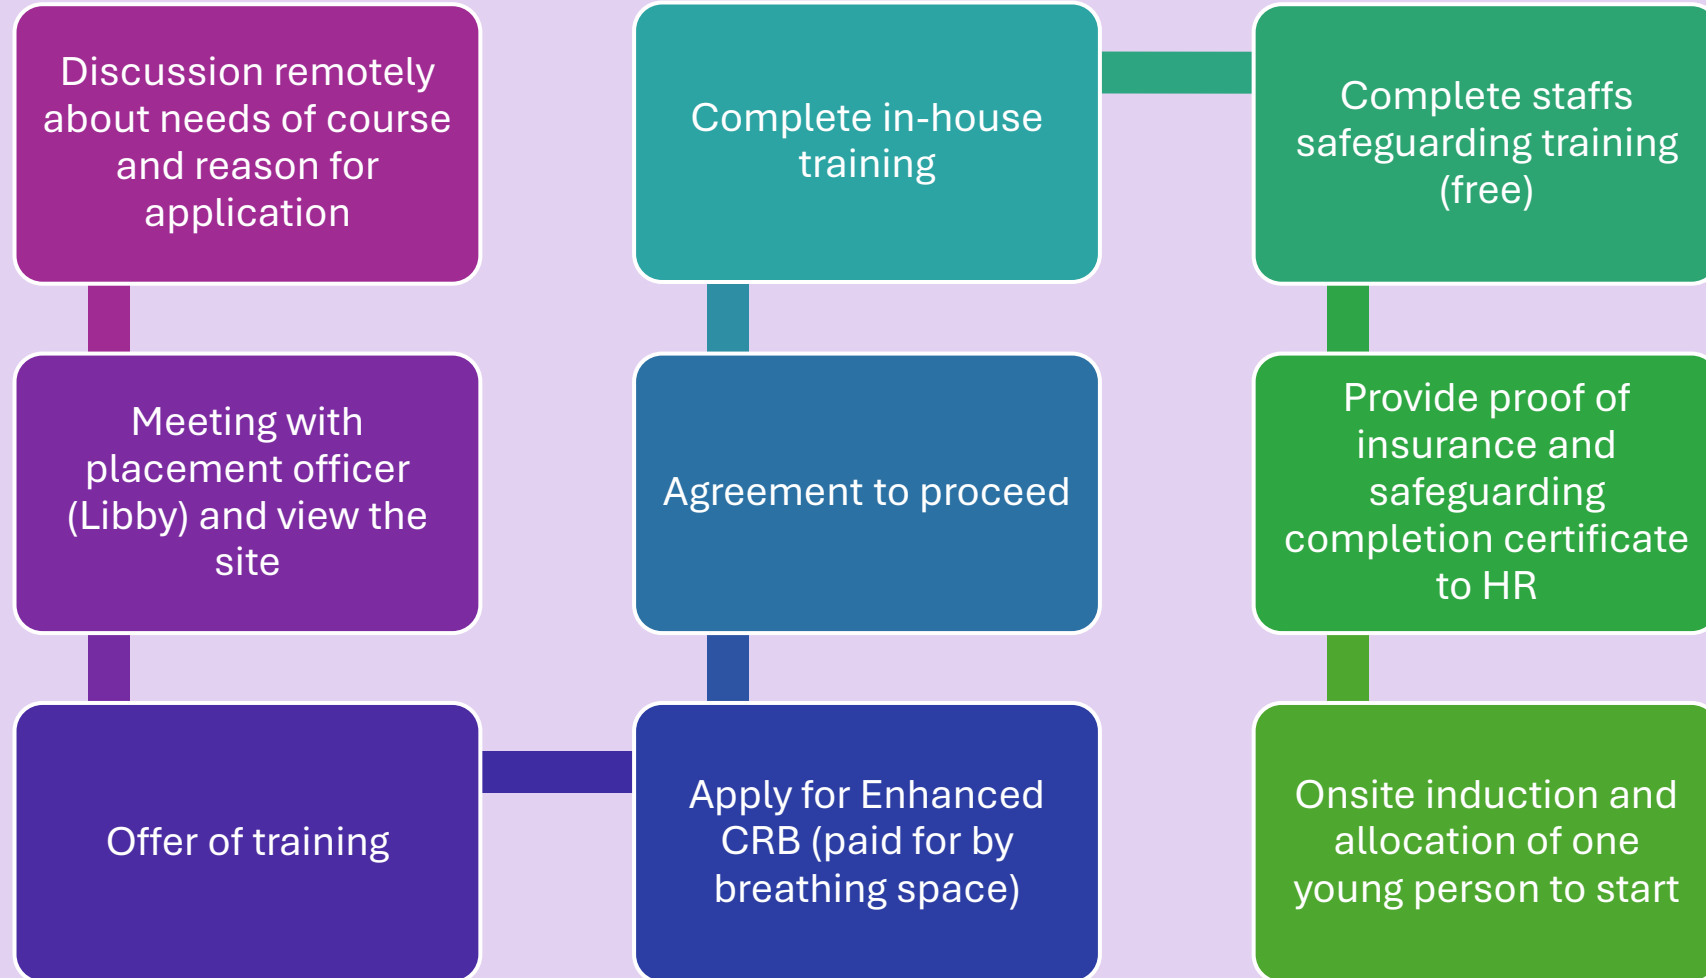 Discussion remotely
about needs of course
and reason for
application
Meeting with
placement officer
(Libby) and view the
site
Offer of training
Apply for Enhanced
CRB (paid for by
breathing space)
Agreement to proceed
Complete in-house
training
Complete staffs
safeguarding training
(free)
Provide proof of
insurance and
safeguarding
completion certificate
to HR
Onsite induction and
allocation of one
young person to start